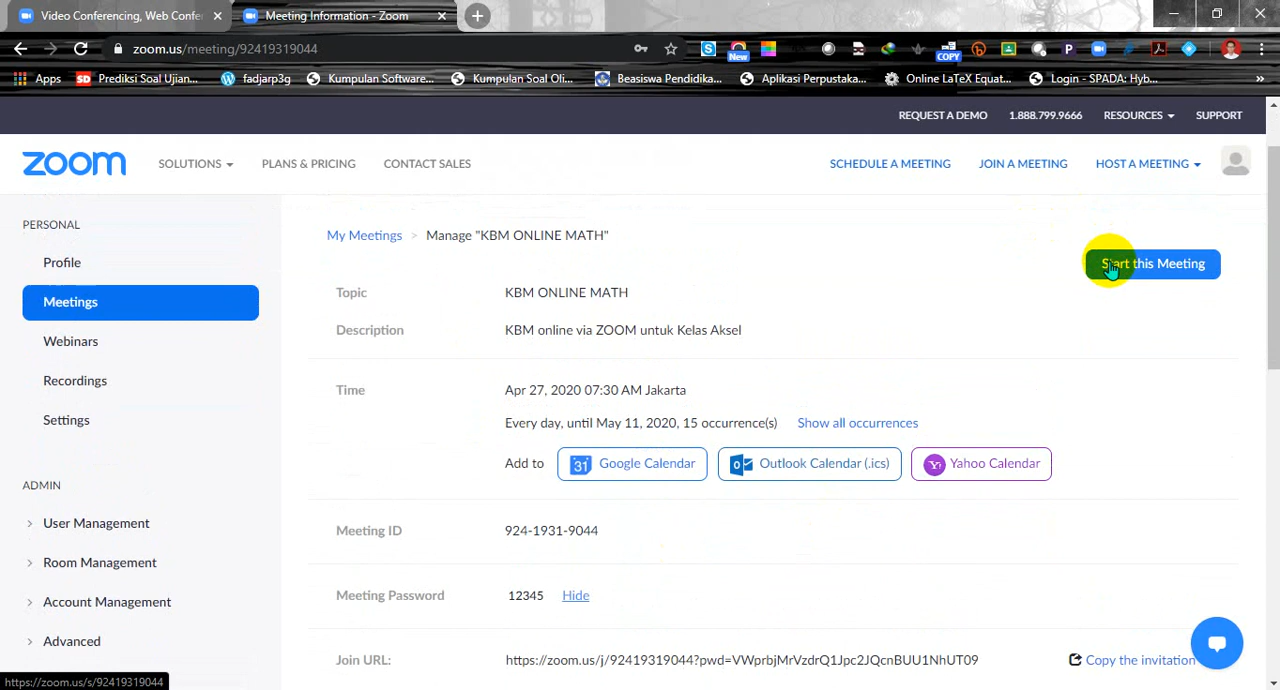 Video Conferencing, Web Confe
Meeting Information - Zoom
zoom.us/meeting/92419319044
New
COPY
P
Apps
SD Prediksi Soal Ujian...
fadjarp3g
Kumpulan Software...
Kumpulan Soal Onli...
Beasiswa Pendidika...
Aplikasi Perpustaka...
Online LaTeX Equat...
Login - SPADA: Hyb...
»
REQUEST A DEMO
1.888.799.9666
RESOURCES
SUPPORT
zoom
SOLUTIONS
PLANS & PRICING
CONTACT SALES
SCHEDULE A MEETING
JOIN A MEETING
HOST A MEETING
PERSONAL
Profile
Meetings
Webinars
Recordings
Settings
ADMIN
User Management
Room Management
Account Management
Advanced
My Meetings > Manage "KBM ONLINE MATH"
Start this Meeting
Topic
KBM ONLINE MATH
Description
KBM online via ZOOM untuk Kelas Aksel
Time
Apr 27, 2020 07:30 AM Jakarta
Every day, until May 11, 2020, 15 occurrence(s)
Show all occurrences
Add to
31 Google Calendar
Outlook Calendar (.ics)
Yahoo Calendar
Meeting ID
924-1931-9044
Meeting Password
12345
Hide
Join URL:
https://zoom.us/j/92419319044?pwd=VWprbjMrVzdrQ1Jpc2JQcnBUU1NhUT09
Copy the invitation
https://zoom.us/s/92419319044